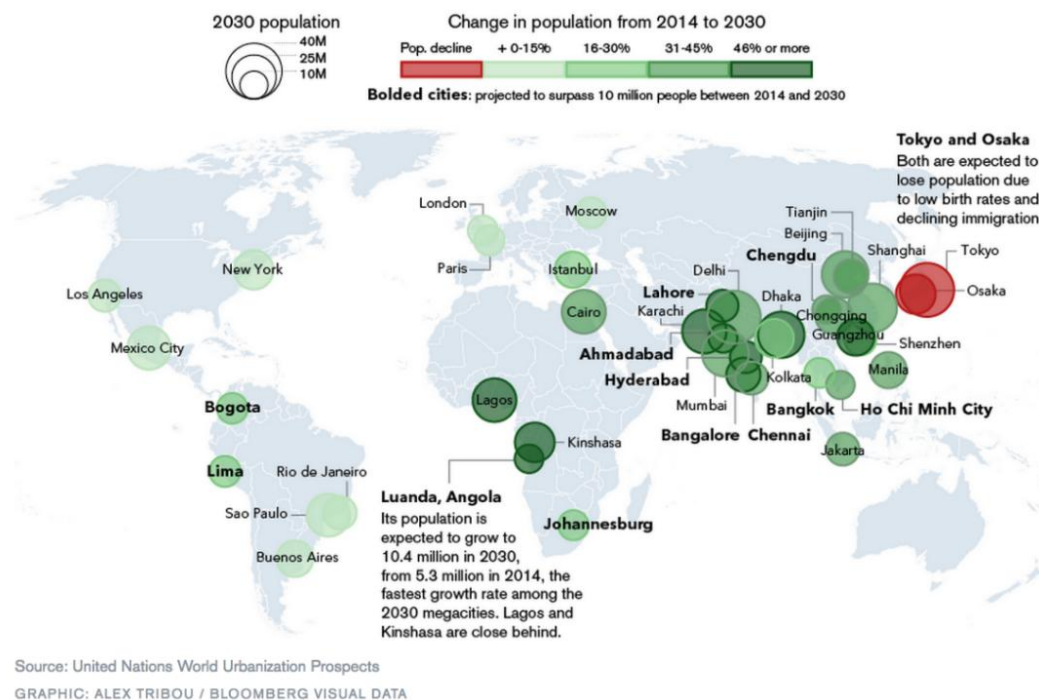 2030 population
40M
25M
10M
Change in population from 2014 to 2030
Pop. decline + 0-15% 16-30% 31-45% 46% or more
Bolded cities: projected to surpass 10 million people between 2014 and 2030
Tokyo and Osaka
Both are expected to
lose population due
to low birth rates and
declining immigration
London
Moscow
Paris
Istanbul
Cairo
New York
Los Angeles
Mexico City
Tianjin
Beijing
Chengdu
Shanghai
Tokyo
Osaka
Delhi
Lahore
Karachi
Dhaka
Chongqing
Guangzhou
Shenzhen
Ahmadabad
Hyderabad
Kolkata
Manila
Mumbai
Bangkok
Ho Chi Minh City
Bangalore
Chennai
Jakarta
Bogota
Lima
Rio de Janeiro
Sao Paulo
Buenos Aires
Lagos
Kinshasa
Johannesburg
Luanda, Angola
Its population is
expected to grow to
10.4 million in 2030,
from 5.3 million in 2014, the
fastest growth rate among the
2030 megacities. Lagos and
Kinshasa are close behind.
Source: United Nations World Urbanization Prospects
GRAPHIC: ALEX TRIBOU / BLOOMBERG VISUAL DATA